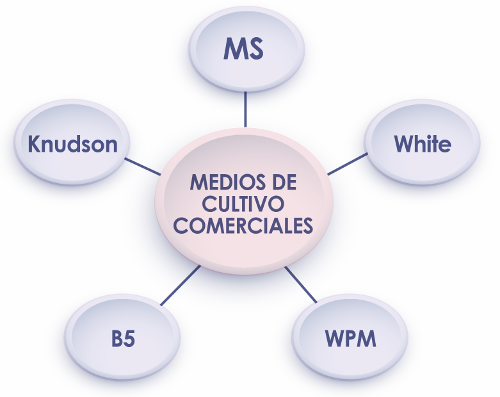 MS
Knudson
White
MEDIOS DE
CULTIVO
COMERCIALES
B5
WPM